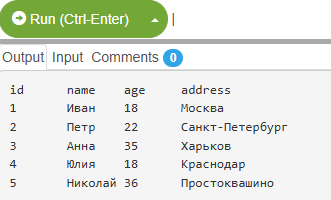 Run (Ctrl-Enter)
Output Input Comments 0
id name age address
1 Иван 18 Москва
2 Петр 22 Санкт-Петербург
3 Анна 35 Харьков
4 Юлия 18 Краснодар
5 Николай 36 Простоквашино